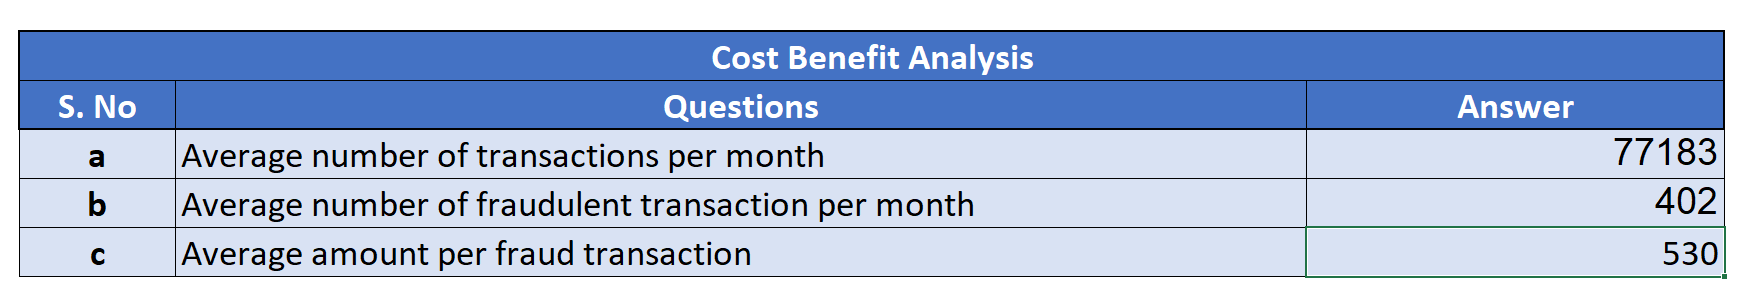 Cost Benefit Analysis
S. No Questions Answer
a Average number of transactions per month 77183
b Average number of fraudulent transaction per month 402
c Average amount per fraud transaction 530